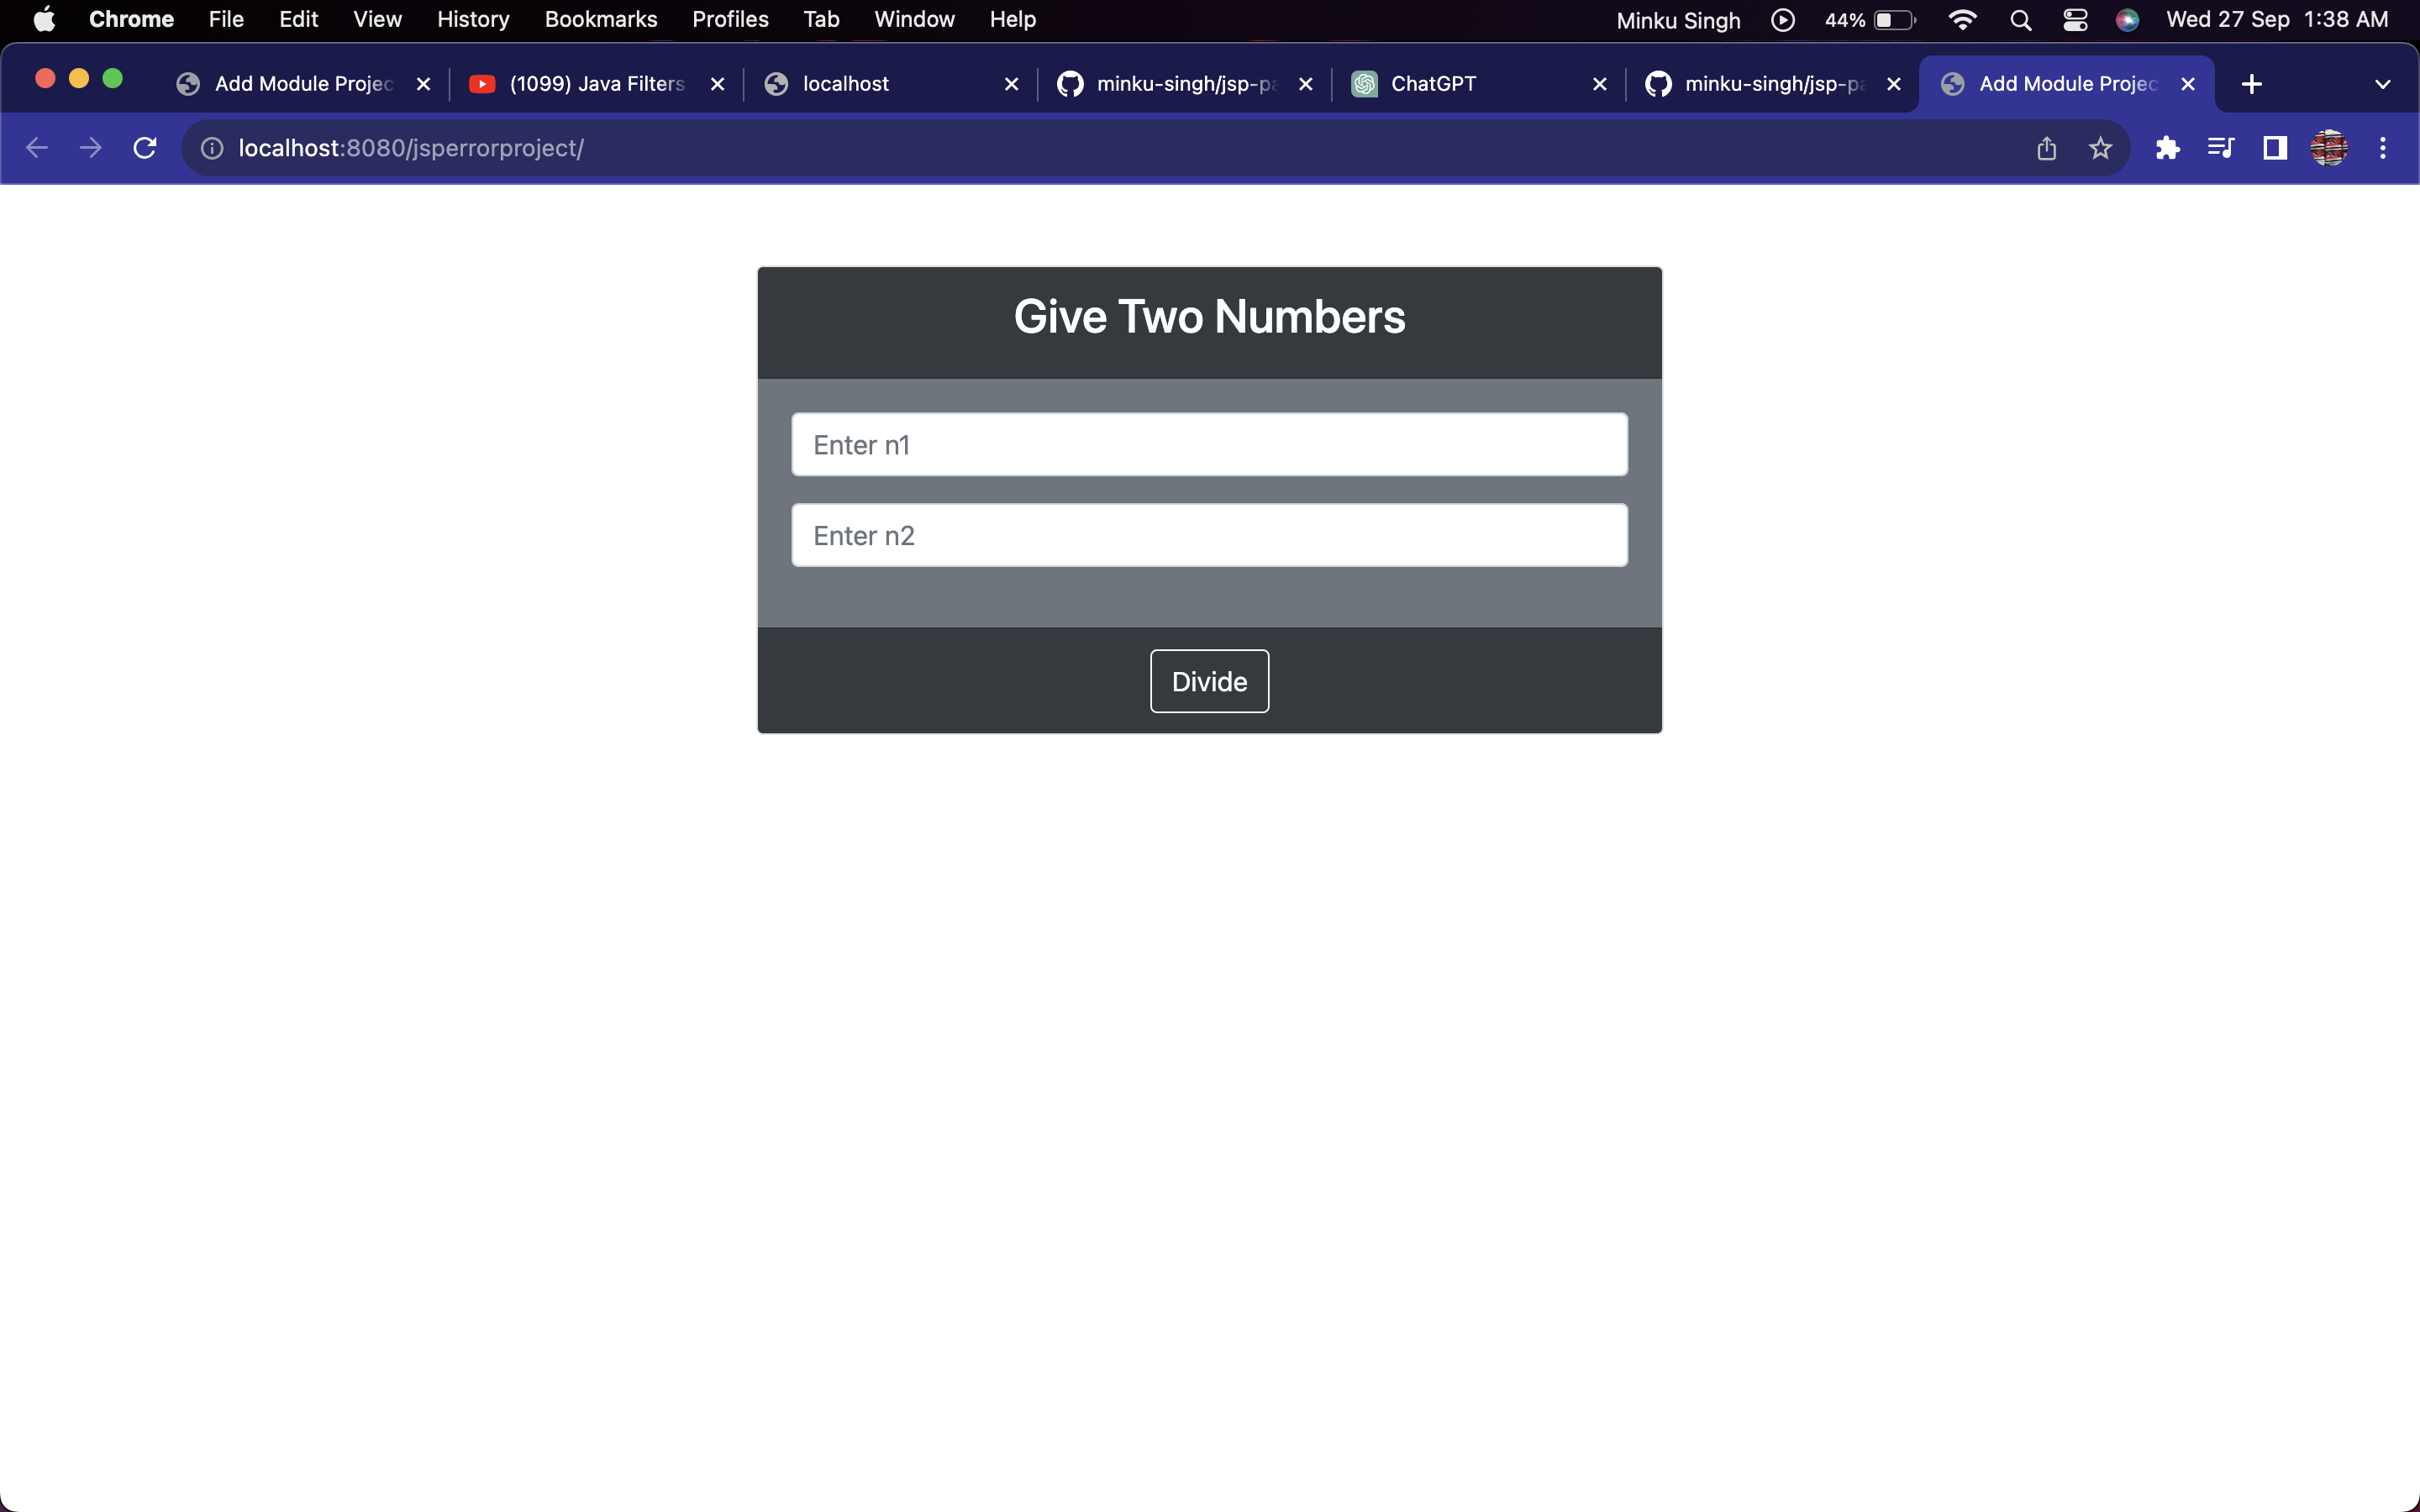 Chrome File Edit View History Bookmarks Profiles Tab Window Help Minku Singh 44% Wed 27 Sep 1:38 AM
Add Module Projec (1099) Java Filters localhost minku-singh/jsp-pa ChatGPT minku-singh/jsp-pa Add Module Projec
localhost:8080/jsperrorproject/
Give Two Numbers
Enter n1
Enter n2
Divide